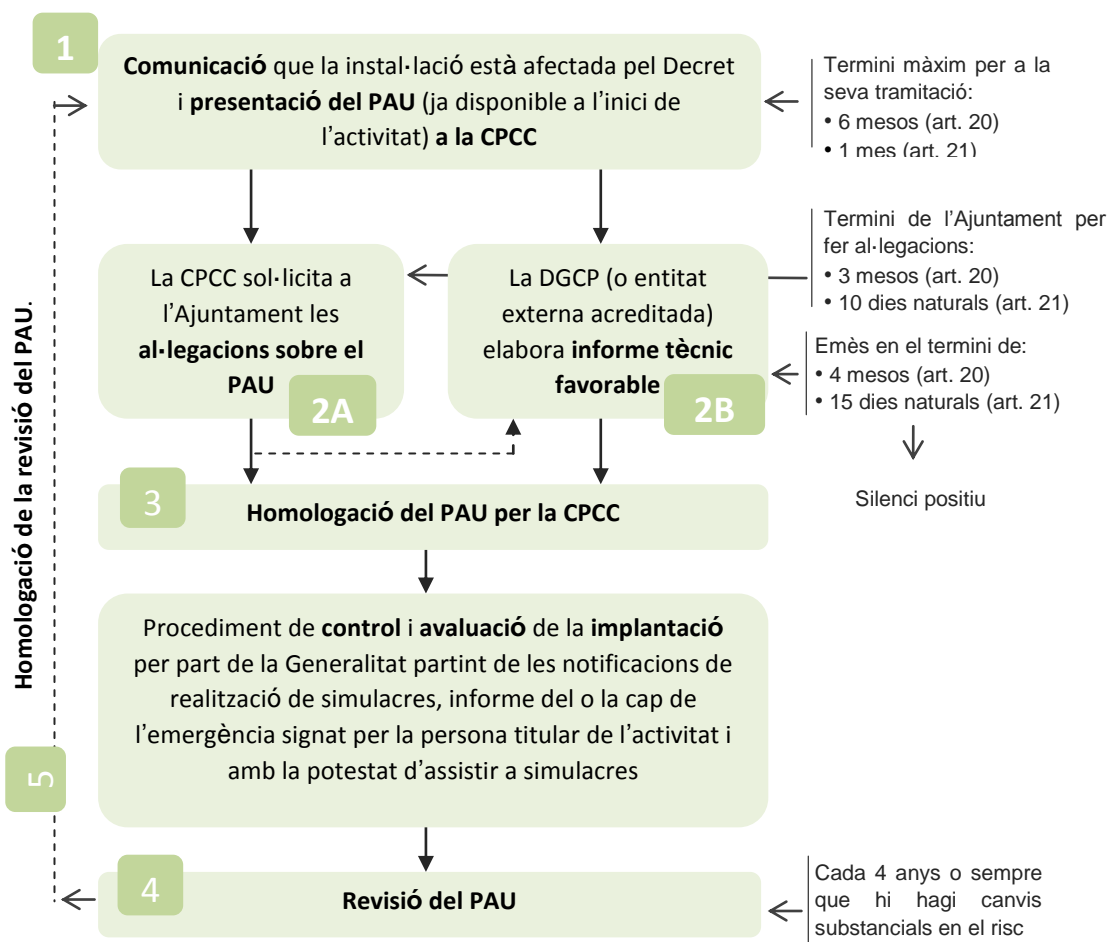 1
Comunicació que la instal·lació està afectada pel Decret
i presentació del PAU (ja disponible a l’inici de
l’activitat) a la CPCC
Termini màxim per a la
seva tramitació:
• 6 mesos (art. 20)
• 1 mes (art. 21)
La CPCC sol·licita a
l’Ajuntament les
al·legacions sobre el
PAU
2A
La DGCP (o entitat
externa acreditada)
elabora informe tècnic
favorable
2B
Termini de l’Ajuntament per
fer al·legacions:
• 3 mesos (art. 20)
• 10 dies naturals (art. 21)
Emès en el termini de:
• 4 mesos (art. 20)
• 15 dies naturals (art. 21)
Silenci positiu
3
Homologació del PAU per la CPCC
Procediment de control i avaluació de la implantació
per part de la Generalitat partint de les notificacions de
realització de simulacres, informe del o la cap de
l’emergència signat per la persona titular de l’activitat i
amb la potestat d’assistir a simulacres
4
Revisió del PAU
Cada 4 anys o sempre
que hi hagi canvis
substancials en el risc
5
Homologació de la revisió del PAU.